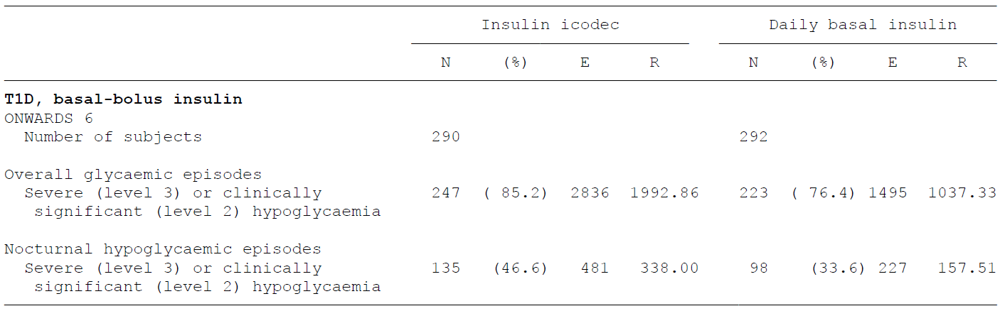 Insulin icodec Daily basal insulin
N (%) E R N (%) E R
T1D, basal-bolus insulin
ONWARDS 6
Number of subjects 290 292
Overall glycaemic episodes
Severe (level 3) or clinically 247 ( 85.2) 2836 1992.86 223 ( 76.4) 1495 1037.33
significant (level 2) hypoglycaemia
Nocturnal hypoglycaemic episodes
Severe (level 3) or clinically 135 (46.6) 481 338.00 98 (33.6) 227 157.51
significant (level 2) hypoglycaemia